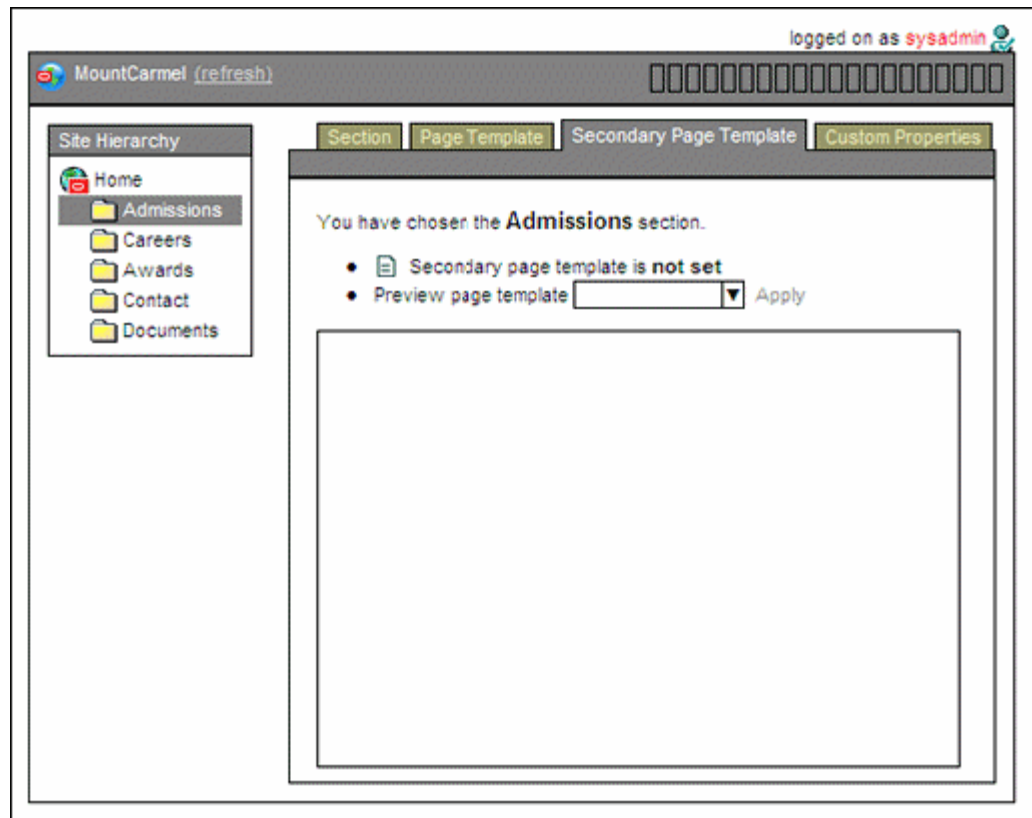 logged on as sysadmin
MountCarmel (refresh)
Site Hierarchy
Home
Admissions
Careers
Awards
Contact
Documents
Section Page Template Secondary Page Template Custom Properties
You have chosen the Admissions section.
Secondary page template is not set
Preview page template Apply